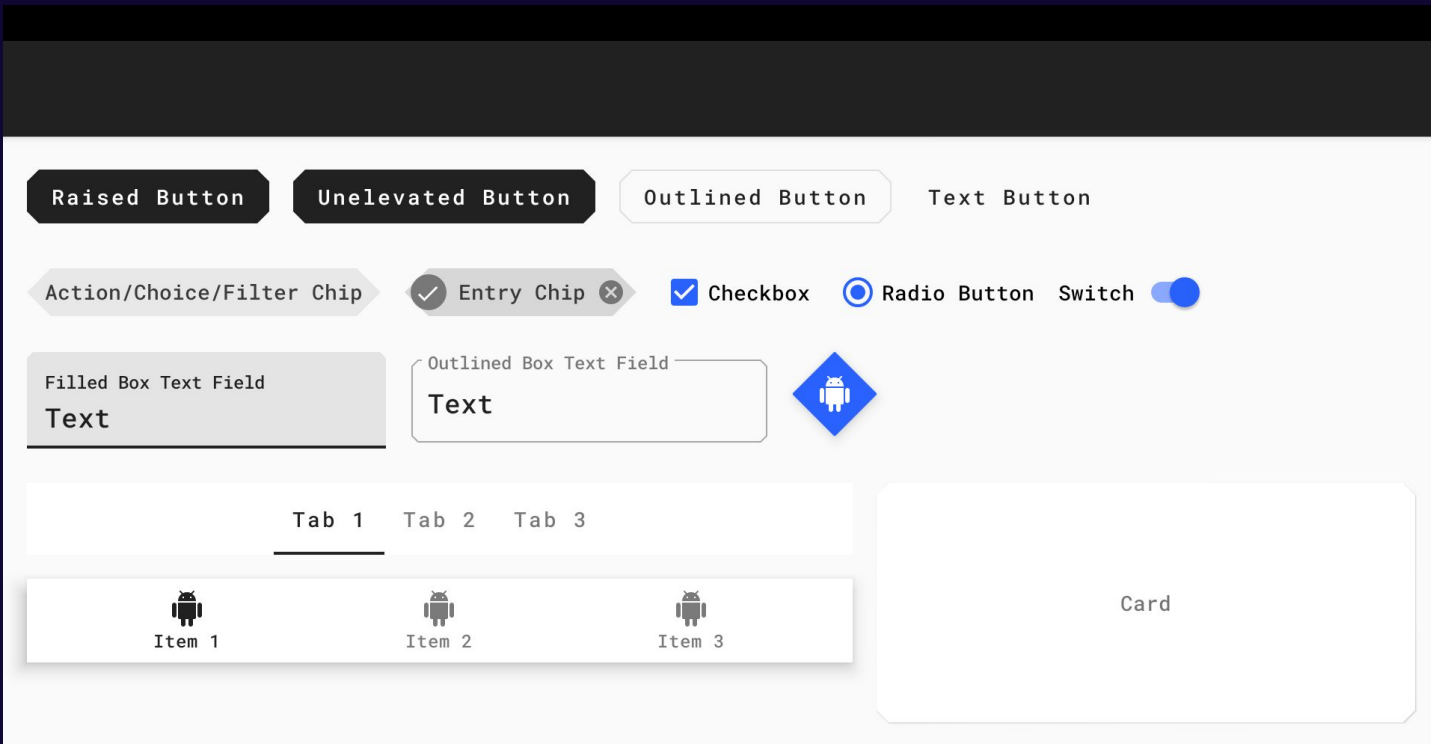 Raised Button
Unelevated Button
Outlined Button
Text Button
Action/Choice/Filter Chip
Entry Chip
Checkbox
Radio Button
Switch
Filled Box Text Field
Text
Outlined Box Text Field
Text
Tab 1
Tab 2
Tab 3
Item 1
Item 2
Item 3
Card